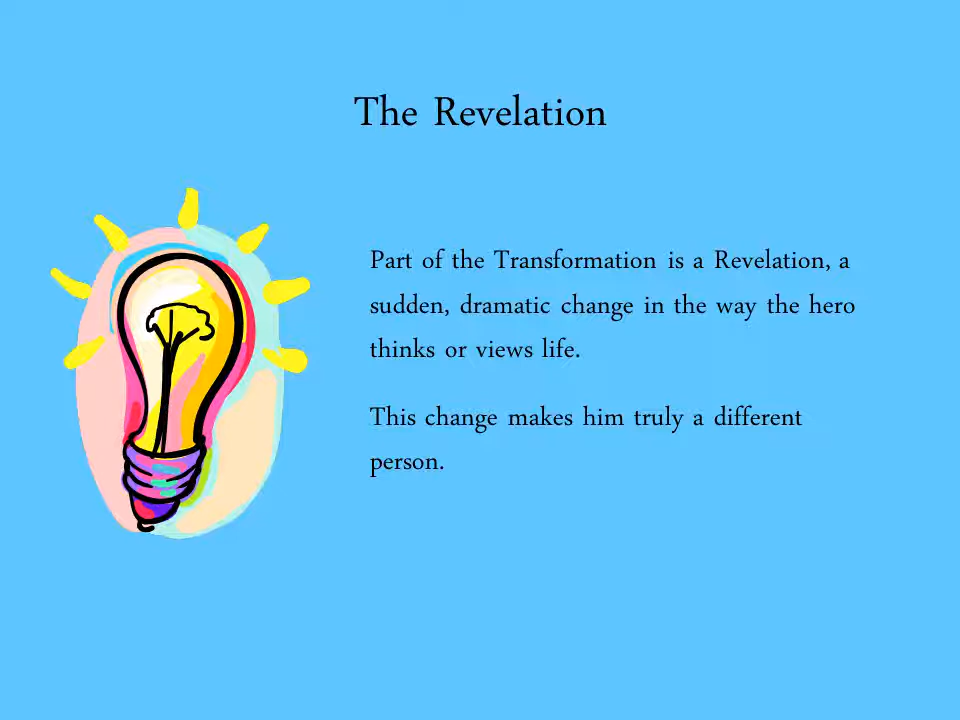 The Revelation
Part of the Transformation is a Revelation, a
sudden, dramatic change in the way the hero
thinks or views life.
This change makes him truly a different
person.